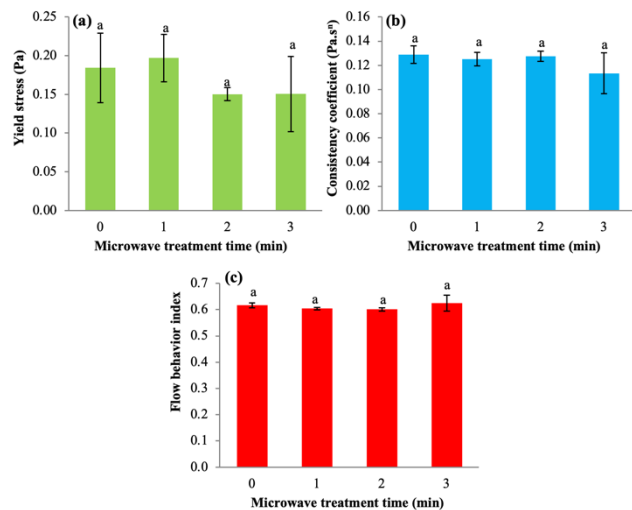 (a)
a
a
a
a
0.25
0.20
0.15
0.10
0.05
0.00
Yield stress (Pa)
0
1
2
3
Microwave treatment time (min)
(b)
a
a
a
a
0.16
0.14
0.12
0.10
0.08
0.06
0.04
0.02
0.00
Consistency coefficient (Pa.sⁿ)
0
1
2
3
Microwave treatment time (min)
(c)
a
a
a
a
0.7
0.6
0.5
0.4
0.3
0.2
0.1
0.0
Flow behavior index
0
1
2
3
Microwave treatment time (min)